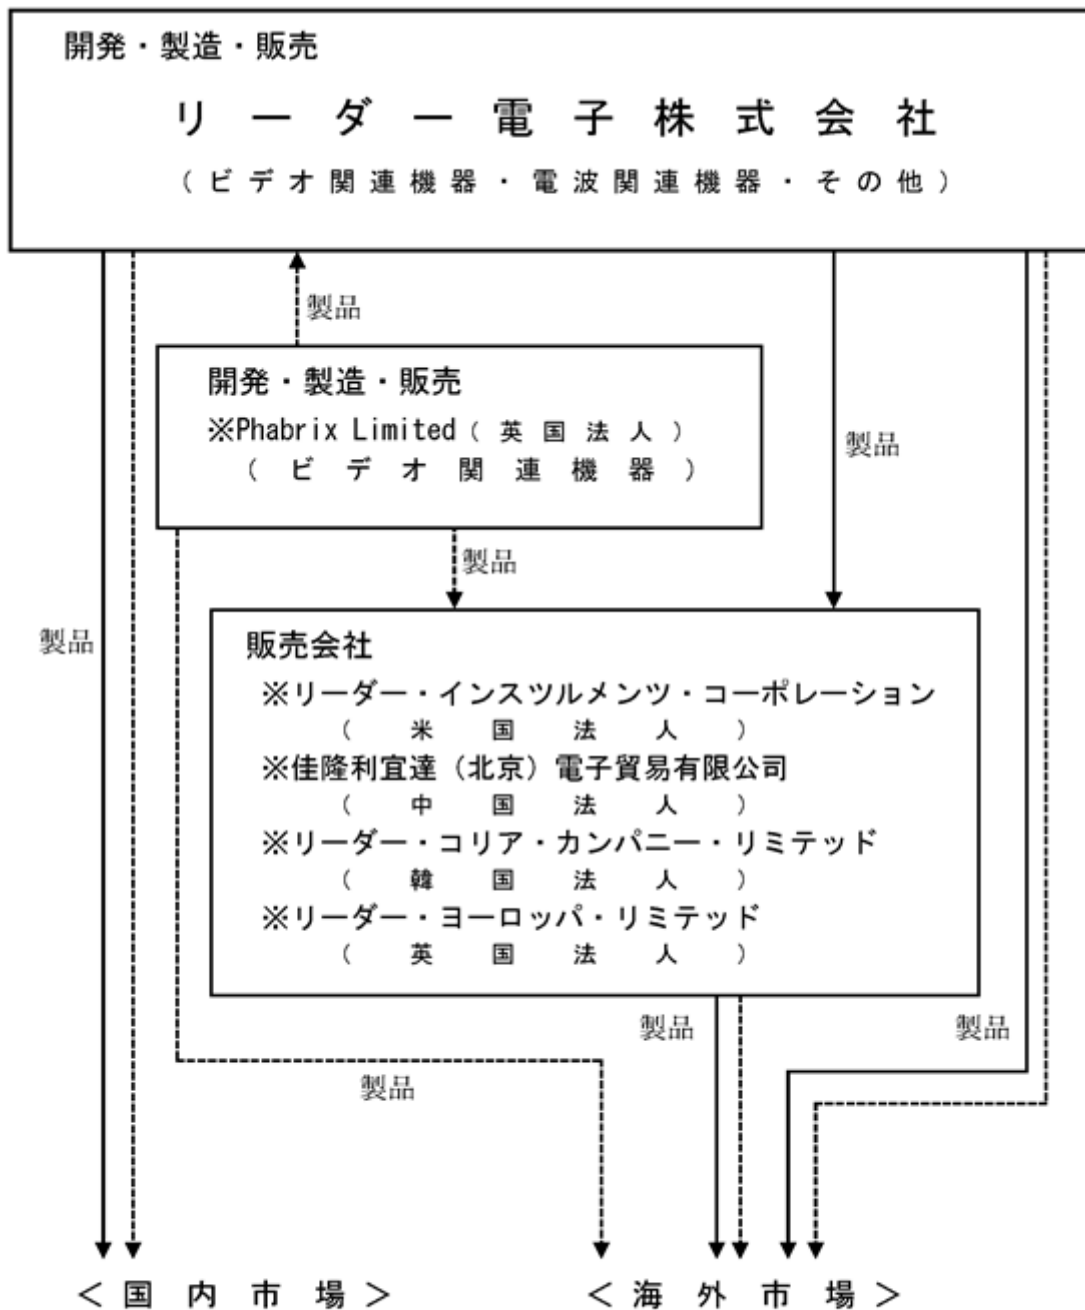 開発・製造・販売
リーダー電子株式会社
(ビデオ関連機器・電波関連機器・その他)
製品
開発・製造・販売
※Phabrix Limited(英国法人)
(ビデオ関連機器)
製品
製品
製品
販売会社
※リーダー・インスツルメンツ・コーポレーション
(米国法人)
※佳隆利宜達(北京)電子貿易有限公司
(中国法人)
※リーダー・コリア・カンパニー・リミテッド
(韓国法人)
※リーダー・ヨーロッパ・リミテッド
(英国法人)
製品
製品
製品
<国内市場>
<海外市場>